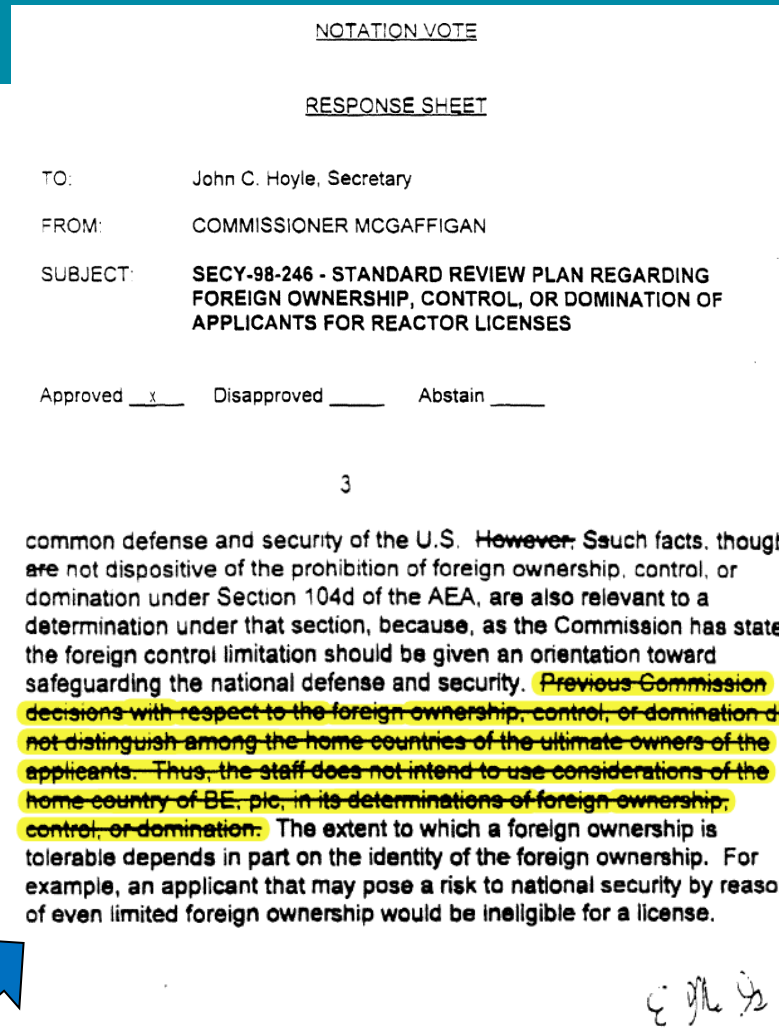 NOTATION VOTE
RESPONSE SHEET
TO: John C. Hoyle, Secretary
FROM: COMMISSIONER MCGAFFIGAN
SUBJECT: SECY-98-246 - STANDARD REVIEW PLAN REGARDING
FOREIGN OWNERSHIP, CONTROL, OR DOMINATION OF
APPLICANTS FOR REACTOR LICENSES
Approved __x__ Disapproved _____ Abstain _____
3
common defense and security of the U.S. However, Ssuch facts, though
are not dispositive of the prohibition of foreign ownership, control, or
domination under Section 104d of the AEA, are also relevant to a
determination under that section, because, as the Commission has state
the foreign control limitation should be given an orientation toward
safeguarding the national defense and security. Previous Commission
decisions with respect to the foreign ownership, control, or domination d
not distinguish among the home countries of the ultimate owners of the
applicants. Thus, the staff does not intend to use considerations of the
home country of BE, plc, in its determinations of foreign ownership,
control, or domination. The extent to which a foreign ownership is
tolerable depends in part on the identity of the foreign ownership. For
example, an applicant that may pose a risk to national security by reaso
of even limited foreign ownership would be ineligible for a license.